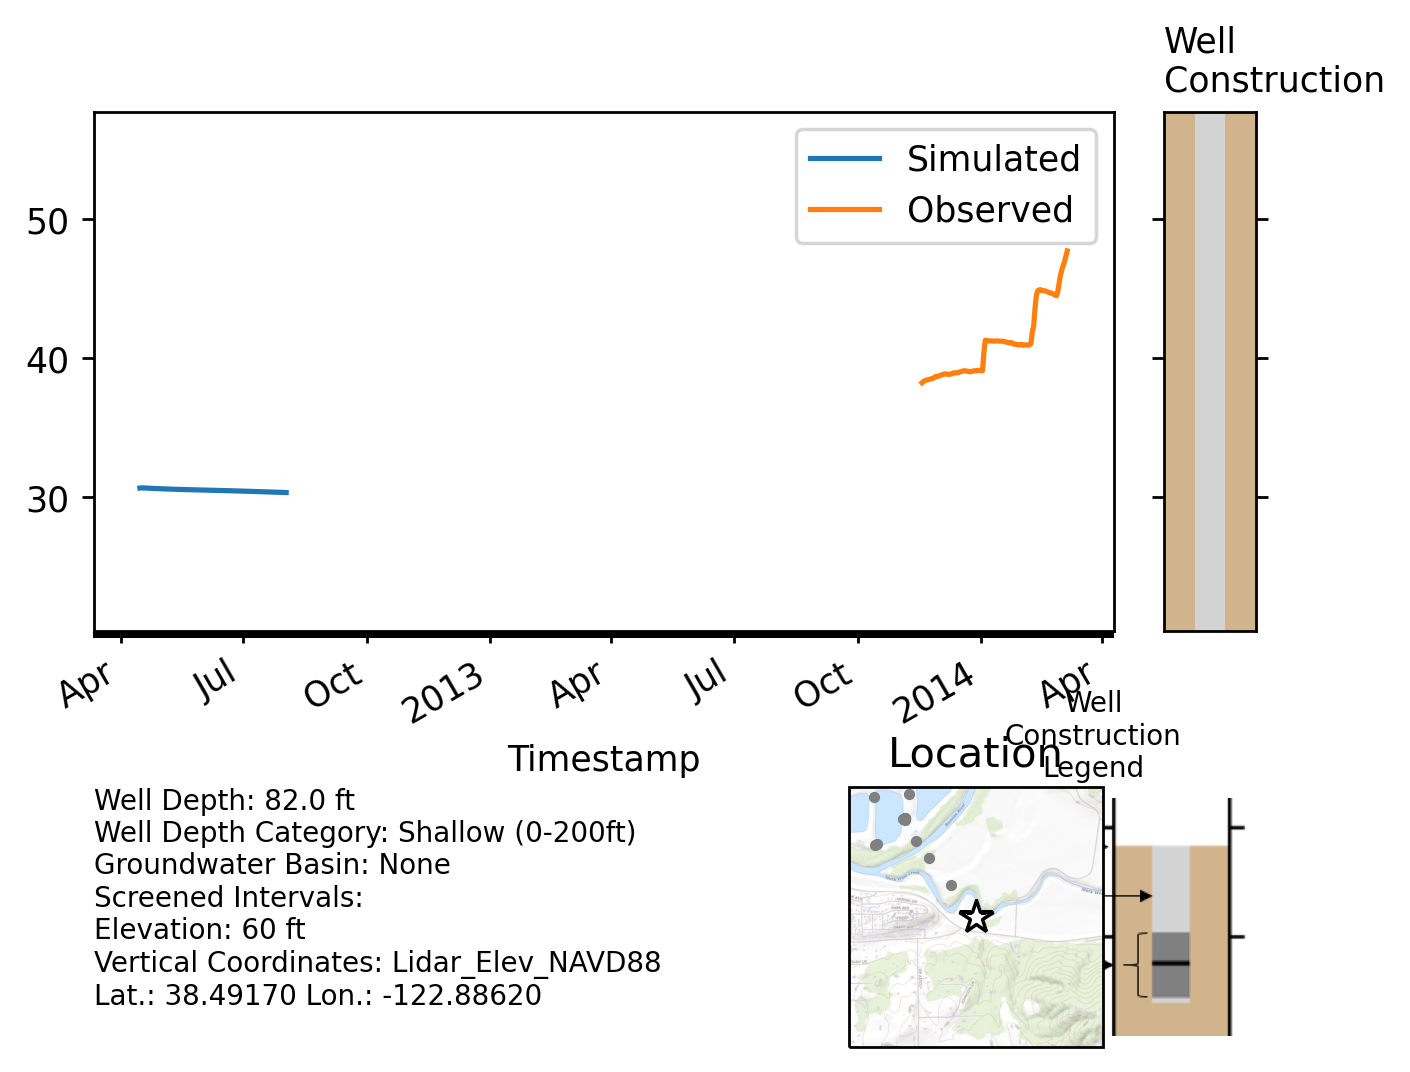 Well
Construction
Simulated
Observed
50
40
30
Apr
Jul
Oct
2013
Apr
Jul
Oct
2014
Apr
Timestamp
Well Depth: 82.0 ft
Well Depth Category: Shallow (0-200ft)
Groundwater Basin: None
Screened Intervals:
Elevation: 60 ft
Vertical Coordinates: Lidar_Elev_NAVD88
Lat.: 38.49170 Lon.: -122.88620
Location
Well
Construction
Legend